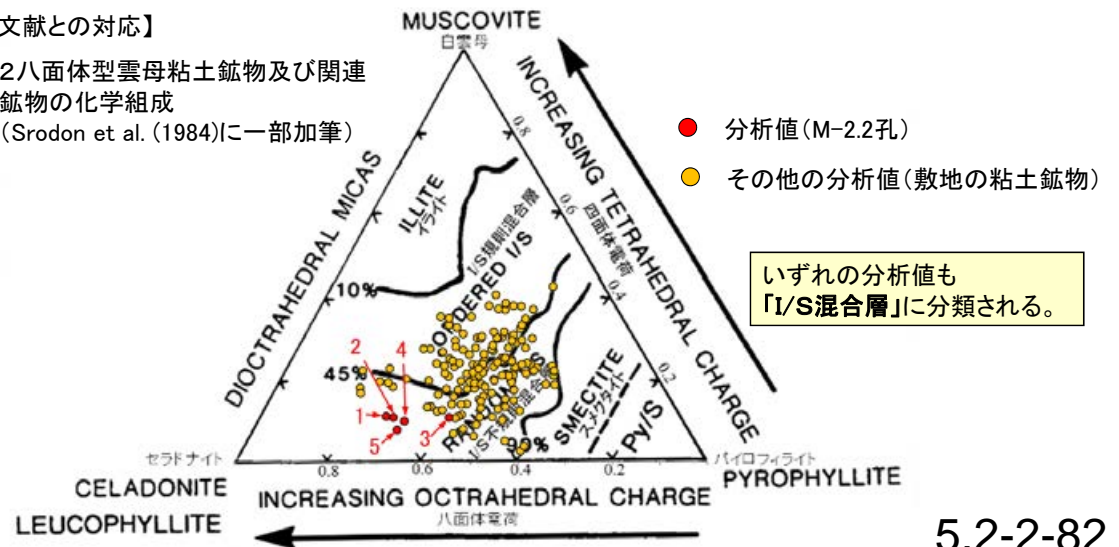 文献との対応】
2八面体型雲母粘土鉱物及び関連
鉱物の化学組成
(Srodon et al. (1984)に一部加筆)
MUSCOVITE
白雲母
分析値(M-2.2孔)
その他の分析値(敷地の粘土鉱物)
いずれの分析値も
「I/S混合層」に分類される。
DIOCTRAHEDRAL MICAS
INCREASING TETRAHEDRAL CHARGE
四面体電荷
0.8
0.6
0.4
0.2
ILLITE
イライト
I/S規則混合層
ORDERED I/S
10%
45%
90%
2
4
1
5
3
I/S不規則混合層
SMECTITE
スメクタイト
Py/S
セラドナイト
CELADONITE
LEUCOPHYLLITE
パイロフィライト
PYROPHYLLITE
0.8
0.6
0.4
0.2
INCREASING OCTRAHEDRAL CHARGE
八面体電荷
5.2-2-82